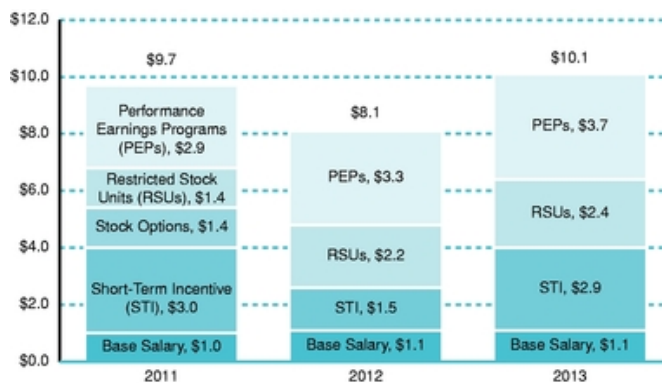 $12.0
$10.0
$8.0
$6.0
$4.0
$2.0
$0.0
$9.7
Performance
Earnings Programs
(PEPs), $2.9
Restricted Stock
Units (RSUs), $1.4
Stock Options, $1.4
Short-Term Incentive
(STI), $3.0
Base Salary, $1.0
2011
$8.1
PEPs, $3.3
RSUs, $2.2
STI, $1.5
Base Salary, $1.1
2012
$10.1
PEPs, $3.7
RSUs, $2.4
STI, $2.9
Base Salary, $1.1
2013